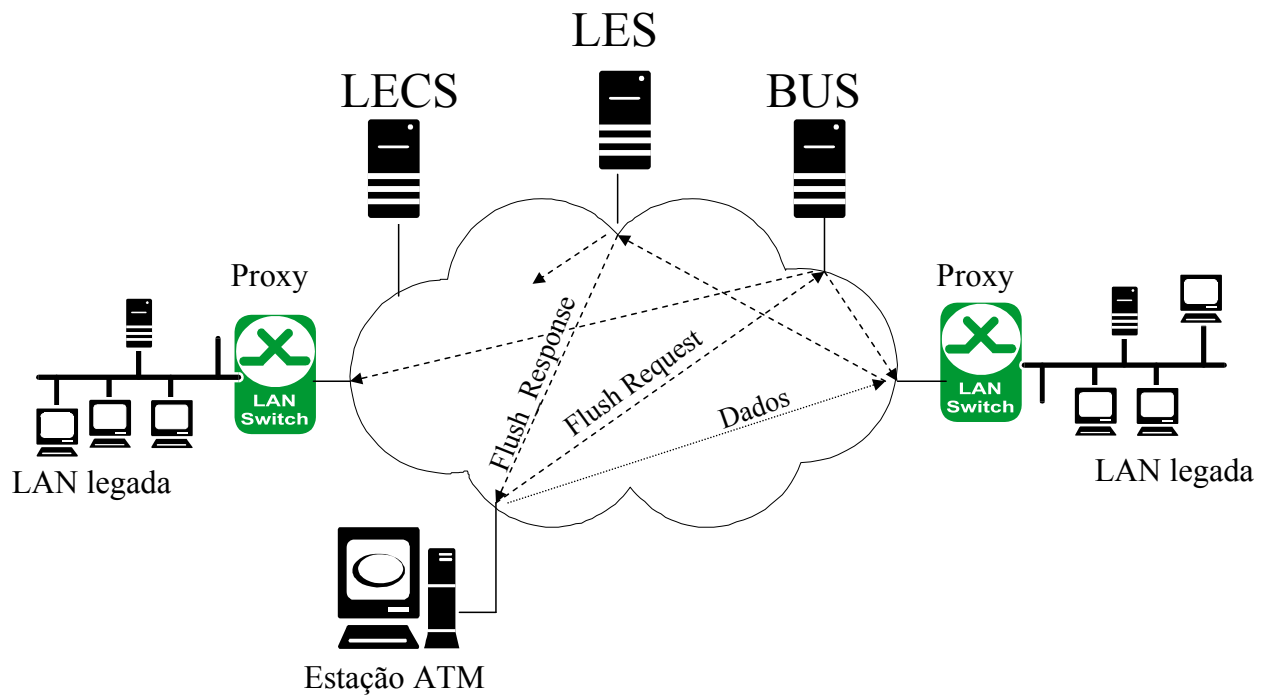 LES
LECS
BUS
Proxy
Proxy
LAN
Switch
LAN
Switch
Flush Response
Flush Request
Dados
LAN legada
LAN legada
Estação ATM